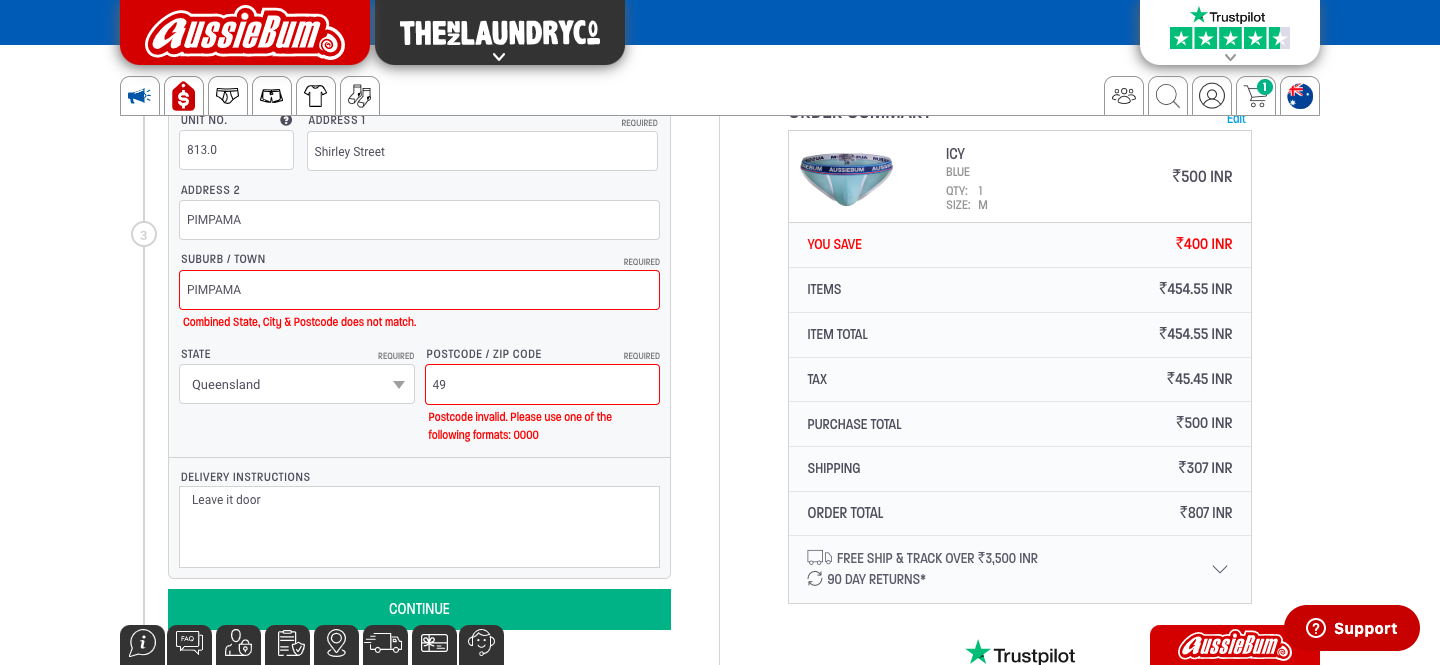 AussieBum
THE NZ LAUNDRY CO
Trustpilot
1
UNIT NO.
ADDRESS 1
REQUIRED
813.0
Shirley Street
ADDRESS 2
PIMPAMA
3
SUBURB / TOWN
REQUIRED
PIMPAMA
Combined State, City & Postcode does not match.
STATE
REQUIRED
POSTCODE / ZIP CODE
REQUIRED
Queensland
49
Postcode invalid. Please use one of the
following formats: 0000
DELIVERY INSTRUCTIONS
Leave it door
CONTINUE
FAQ
ORDER SUMMARY
Edit
AUSSIEBUM
ICY
BLUE
QTY: 1
SIZE: M
₹500 INR
YOU SAVE
₹400 INR
ITEMS
₹454.55 INR
ITEM TOTAL
₹454.55 INR
TAX
₹45.45 INR
PURCHASE TOTAL
₹500 INR
SHIPPING
₹307 INR
ORDER TOTAL
₹807 INR
FREE SHIP & TRACK OVER ₹3,500 INR
90 DAY RETURNS*
Support
Trustpilot
AussieBum